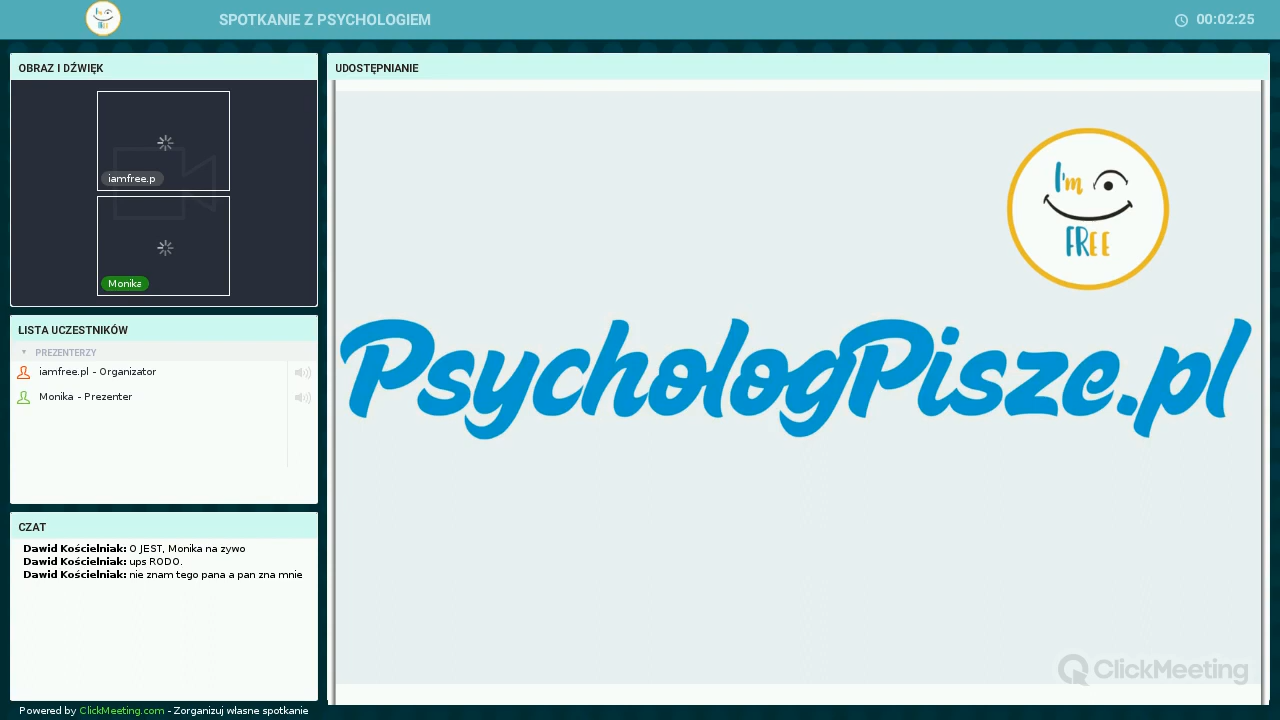 SPOTKANIE Z PSYCHOLOGIEM
00:02:25
OBRAZ I DŹWIĘK
iamfree.p
Monika
LISTA UCZESTNIKÓW
PREZENTERZY
iamfree.pl - Organizator
Monika - Prezenter
CZAT
Dawid Kościelniak: O JEST, Monika na zywo
Dawid Kościelniak: ups RODO.
Dawid Kościelniak: nie znam tego pana a pan zna mnie
Powered by ClickMeeting.com - Zorganizuj własne spotkanie
UDOSTĘPNIANIE
I'm
FREE
PsychologPisze.pl
ClickMeeting